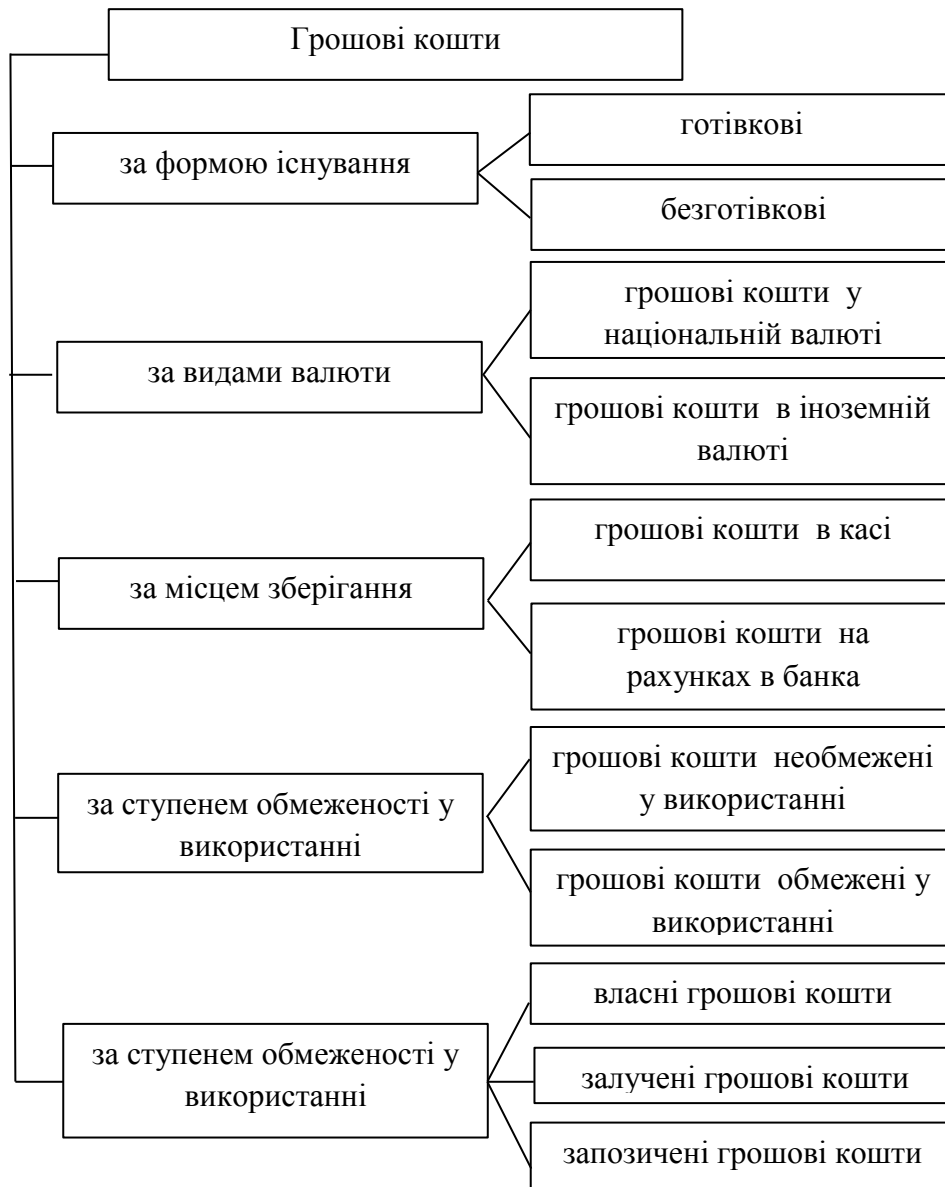 Грошові кошти
за формою існування
готівкові
безготівкові
за видами валюти
грошові кошти у
національній валюті
грошові кошти в іноземній
валюті
за місцем зберігання
грошові кошти в касі
грошові кошти на
рахунках в банка
за ступенем обмеженості у
використанні
грошові кошти необмежені
у використанні
грошові кошти обмежені у
використанні
за ступенем обмеженості у
використанні
власні грошові кошти
залучені грошові кошти
запозичені грошові кошти